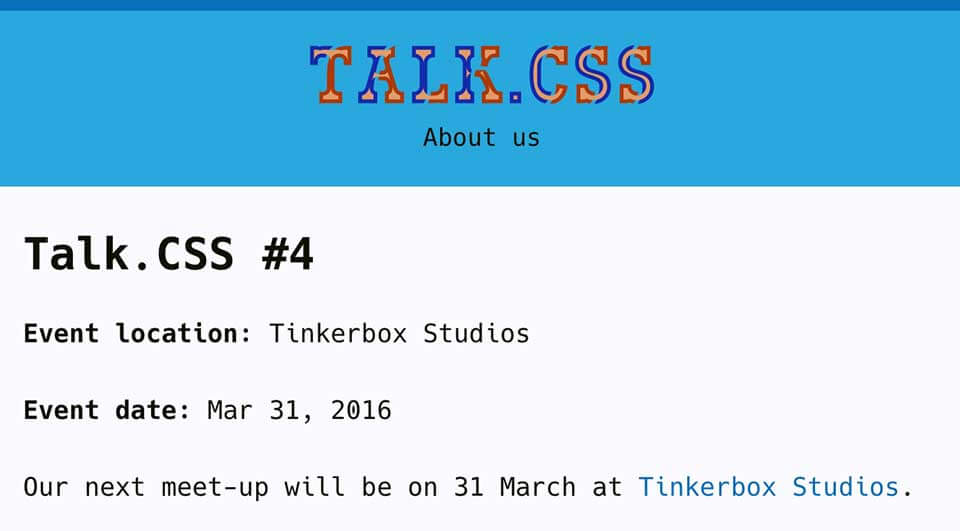 TALK.CSS
About us
Talk.CSS #4
Event location: Tinkerbox Studios
Event date: Mar 31, 2016
Our next meet-up will be on 31 March at Tinkerbox Studios.